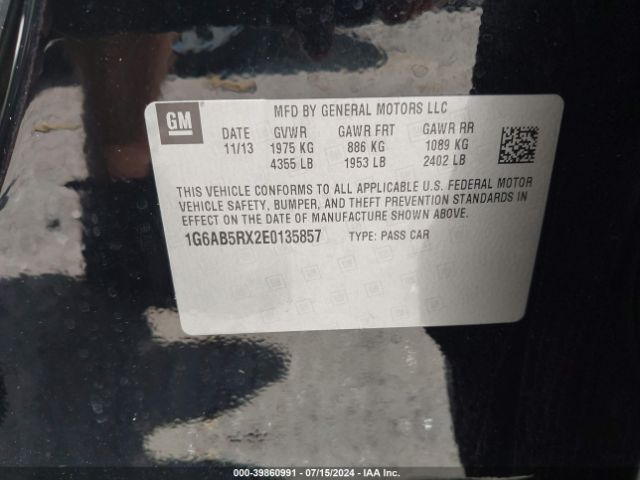 GM
MFD BY GENERAL MOTORS LLC
DATE GVWR GAWR FRT GAWR RR
11/13 1975 KG 886 KG 1089 KG
4355 LB 1953 LB 2402 LB
THIS VEHICLE CONFORMS TO ALL APPLICABLE U.S. FEDERAL MOTOR
VEHICLE SAFETY, BUMPER, AND THEFT PREVENTION STANDARDS IN
EFFECT ON THE DATE OF MANUFACTURE SHOWN ABOVE.
1G6AB5RX2E0135857 TYPE: PASS CAR
000-39860991 - 07/15/2024 - IAA Inc.